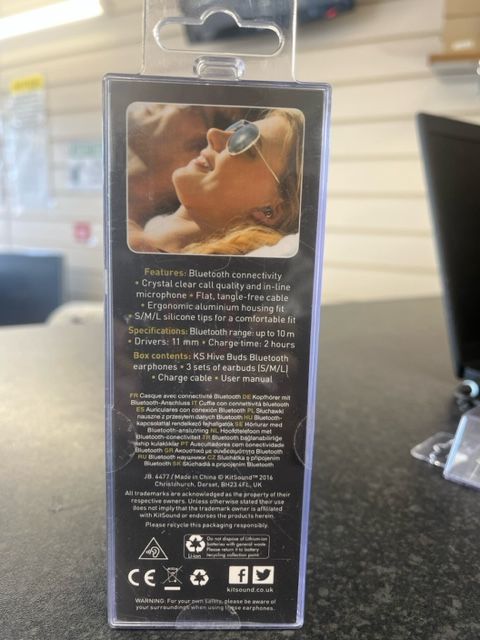 Features: Bluetooth connectivity
• Crystal clear call quality and in-line
microphone • Flat, tangle-free cable
• Ergonomic aluminium housing fit
• S/M/L silicone tips for a comfortable fit
Specifications: Bluetooth range: up to 10 m
• Drivers: 11 mm • Charge time: 2 hours
Box contents: KS Hive Buds Bluetooth
earphones • 3 sets of earbuds (S/M/L)
• Charge cable • User manual
FR Casque avec connectivité Bluetooth DE Kopfhörer mit
Bluetooth-Anschluss IT Cuffia con connettività bluetooth
ES Auriculares con conexión Bluetooth PL Słuchawki
nauszne z przesyłem danych Bluetooth HU Bluetooth-
kapcsolattal rendelkező fejhallgató SE Hörlurar med
Bluetooth-anslutning NL Hoofdtelefoon met
Bluetooth-conectiviteit TR Bluetooth bağlanabilirliğe
sahip kulaklıklar PT Auscultadores com conectividade
Bluetooth GR Ακουστικά με συνδεσιμότητα Bluetooth
RU Bluetooth наушники CZ Sluchátka s připojením
Bluetooth SK Slúchadlá s pripojením Bluetooth
JB. 4477 / Made in China © KitSound™ 2016
Christchurch, Dorset, BH23 4FL, UK
All trademarks are acknowledged as the property of their
respective owners. Unless otherwise stated their use
does not imply that the trademark owner is affiliated
with KitSound or endorses the products herein.
Please recycle this packaging responsibly.
Do not dispose of Lithium-ion
batteries with general waste.
Please return it to battery
recycling collection point.
Li-ion
CE
kitsound.co.uk
WARNING: For your own safety, please be aware of
your surroundings when using these earphones.